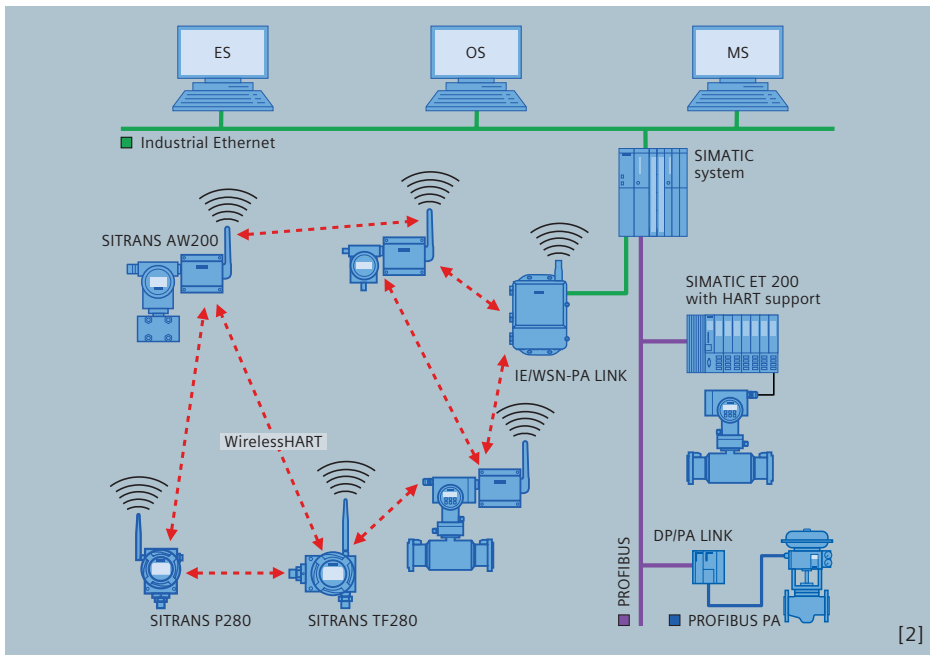 ES
OS
MS
Industrial Ethernet
SIMATIC
system
SITRANS AW200
SIMATIC ET 200
with HART support
IE/WSN-PA LINK
WirelessHART
DP/PA LINK
SITRANS P280
SITRANS TF280
PROFIBUS
PROFIBUS PA
[2]